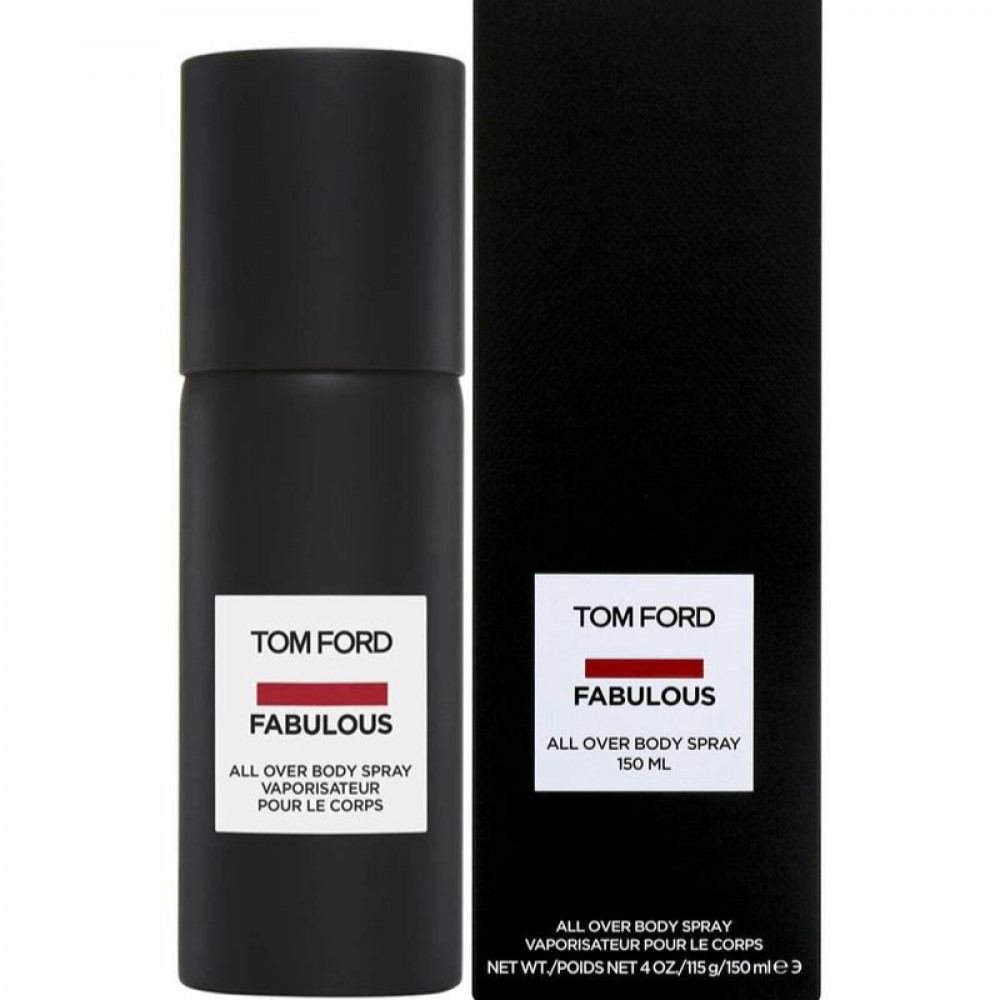 TOM FORD
FABULOUS
ALL OVER BODY SPRAY
VAPORISATEUR
POUR LE CORPS
TOM FORD
FABULOUS
ALL OVER BODY SPRAY
150 ML
ALL OVER BODY SPRAY
VAPORISATEUR POUR LE CORPS
NET WT./POIDS NET 4 OZ./115 g/150 ml ℮ ⅎ